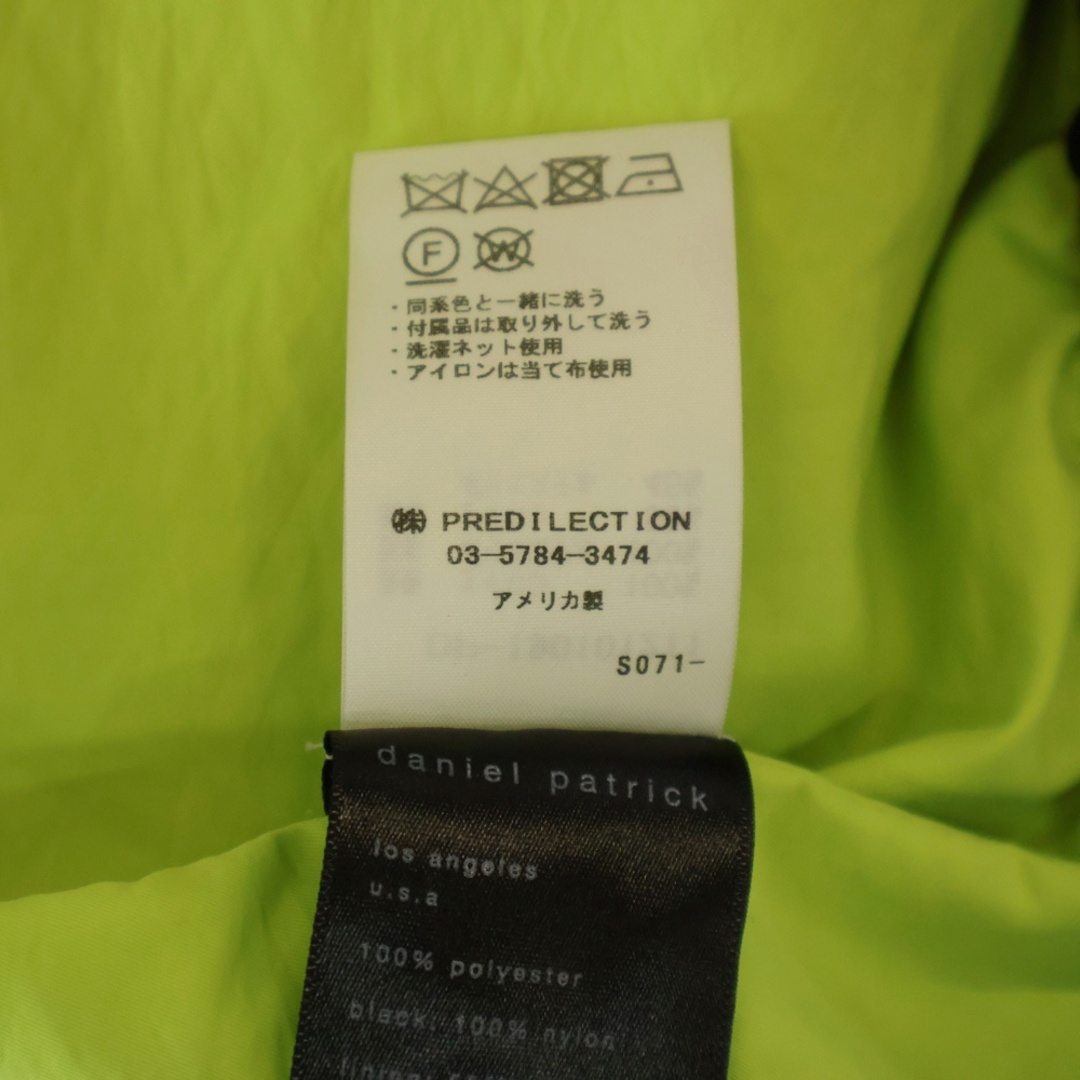 F W
・同系色と一緒に洗う
・付属品は取り外して洗う
・洗濯ネット使用
・アイロンは当て布使用
㈱ PREDILECTION
03-5784-3474
アメリカ製
S071-
daniel patrick
los angeles
u.s.a
100% polyester
black. 100% nylon